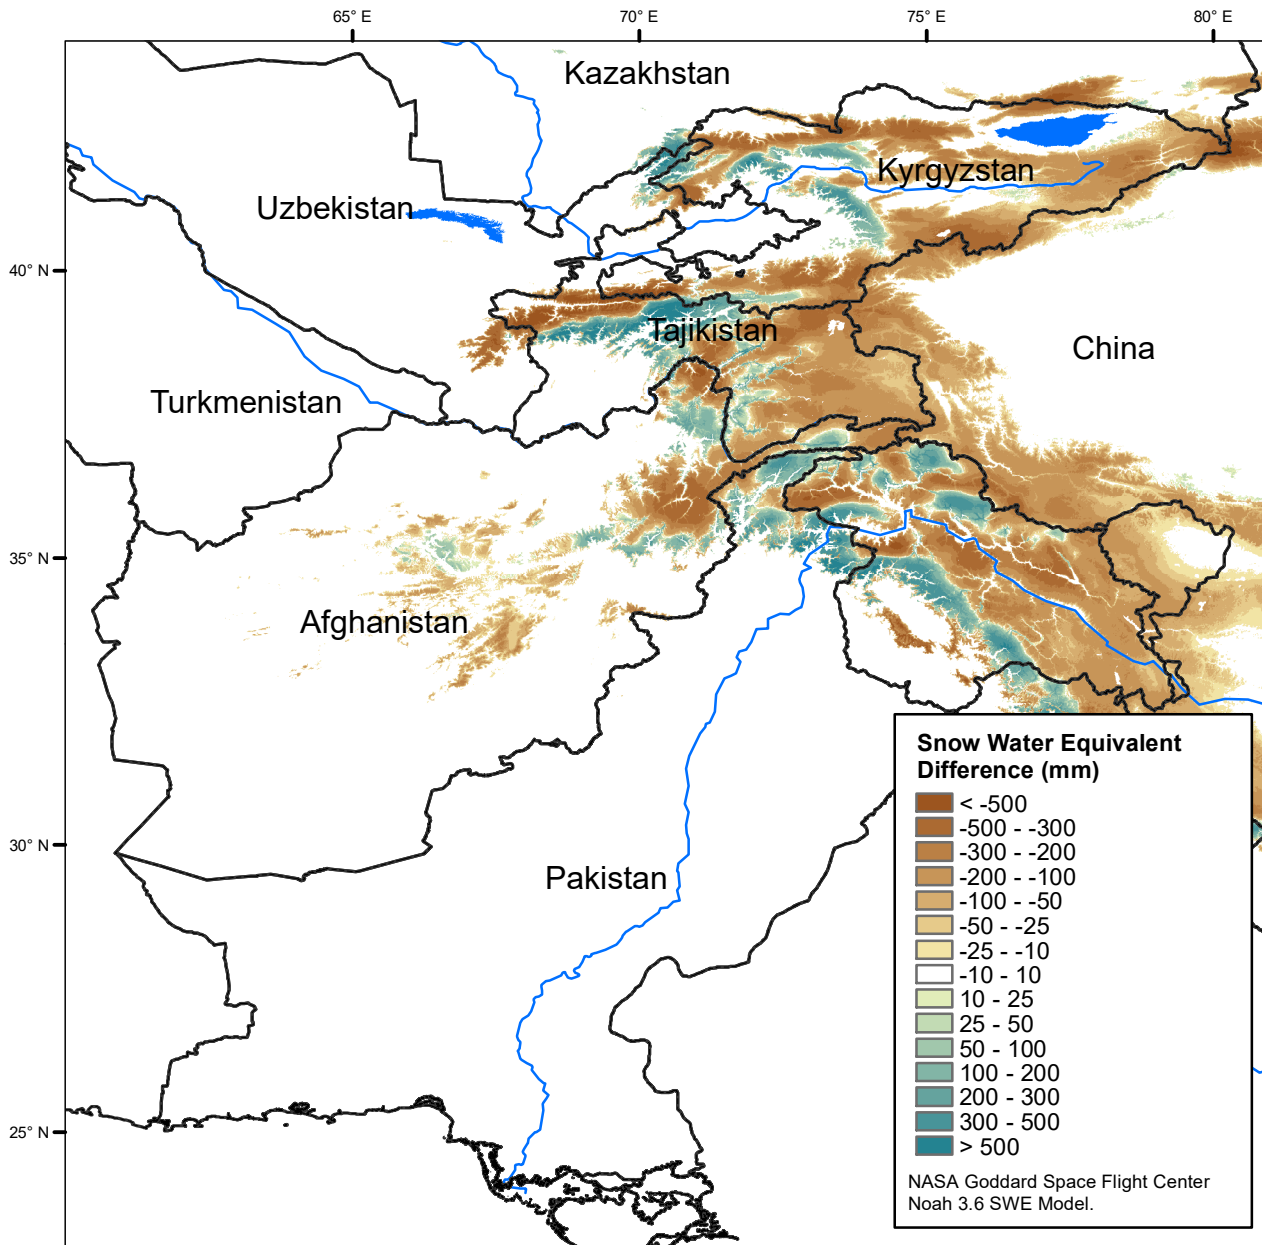 65° E
70° E
75° E
80° E
Kazakhstan
Kyrgyzstan
Uzbekistan
40° N
Tajikistan
China
Turkmenistan
35° N
Afghanistan
30° N
Pakistan
25° N
Snow Water Equivalent
Difference (mm)
< -500
-500 - -300
-300 - -200
-200 - -100
-100 - -50
-50 - -25
-25 - -10
-10 - 10
10 - 25
25 - 50
50 - 100
100 - 200
200 - 300
300 - 500
> 500
NASA Goddard Space Flight Center
Noah 3.6 SWE Model.